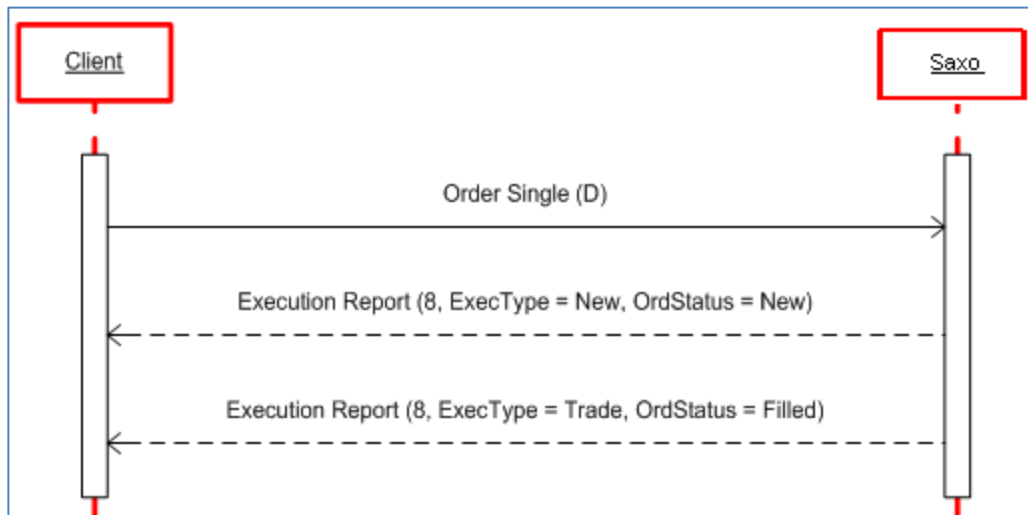 Client
Saxo
Order Single (D)
Execution Report (8, ExecType = New, OrdStatus = New)
Execution Report (8, ExecType = Trade, OrdStatus = Filled)